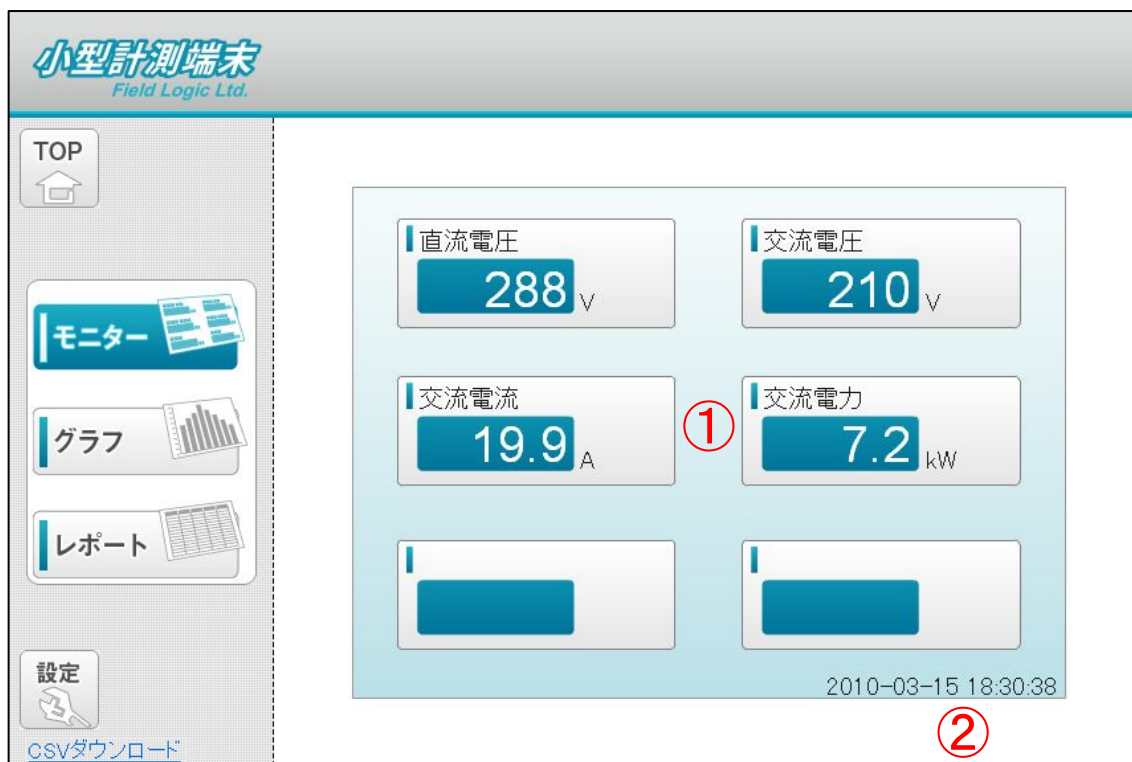 小型計測端末
Field Logic Ltd.
TOP
モニター
グラフ
レポート
設定
CSVダウンロード
直流電圧
288 V
交流電圧
210 V
交流電流
19.9 A
①
交流電力
7.2 kW
2010-03-15 18:30:38
②